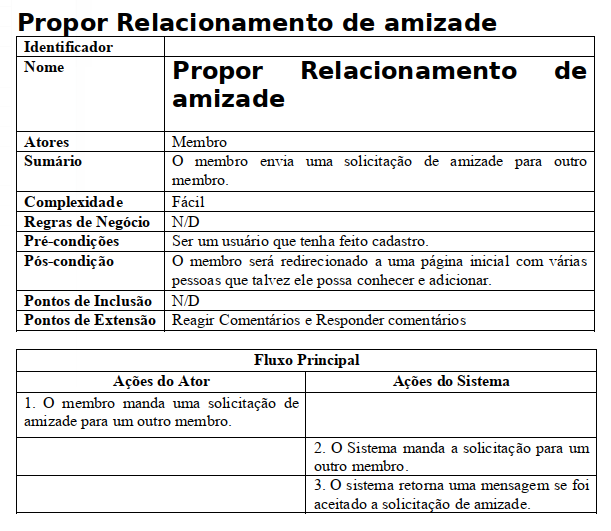 Propor Relacionamento de amizade
Identificador
Nome
Propor Relacionamento de
amizade
Atores
Membro
Sumário
O membro envia uma solicitação de amizade para outro
membro.
Complexidade
Fácil
Regras de Negócio
N/D
Pré-condições
Ser um usuário que tenha feito cadastro.
Pós-condição
O membro será redirecionado a uma página inicial com várias
pessoas que talvez ele possa conhecer e adicionar.
Pontos de Inclusão
N/D
Pontos de Extensão
Reagir Comentários e Responder comentários
Fluxo Principal
Ações do Ator
Ações do Sistema
1. O membro manda uma solicitação de
amizade para um outro membro.
2. O Sistema manda a solicitação para um
outro membro.
3. O sistema retorna uma mensagem se foi
aceitado a solicitação de amizade.